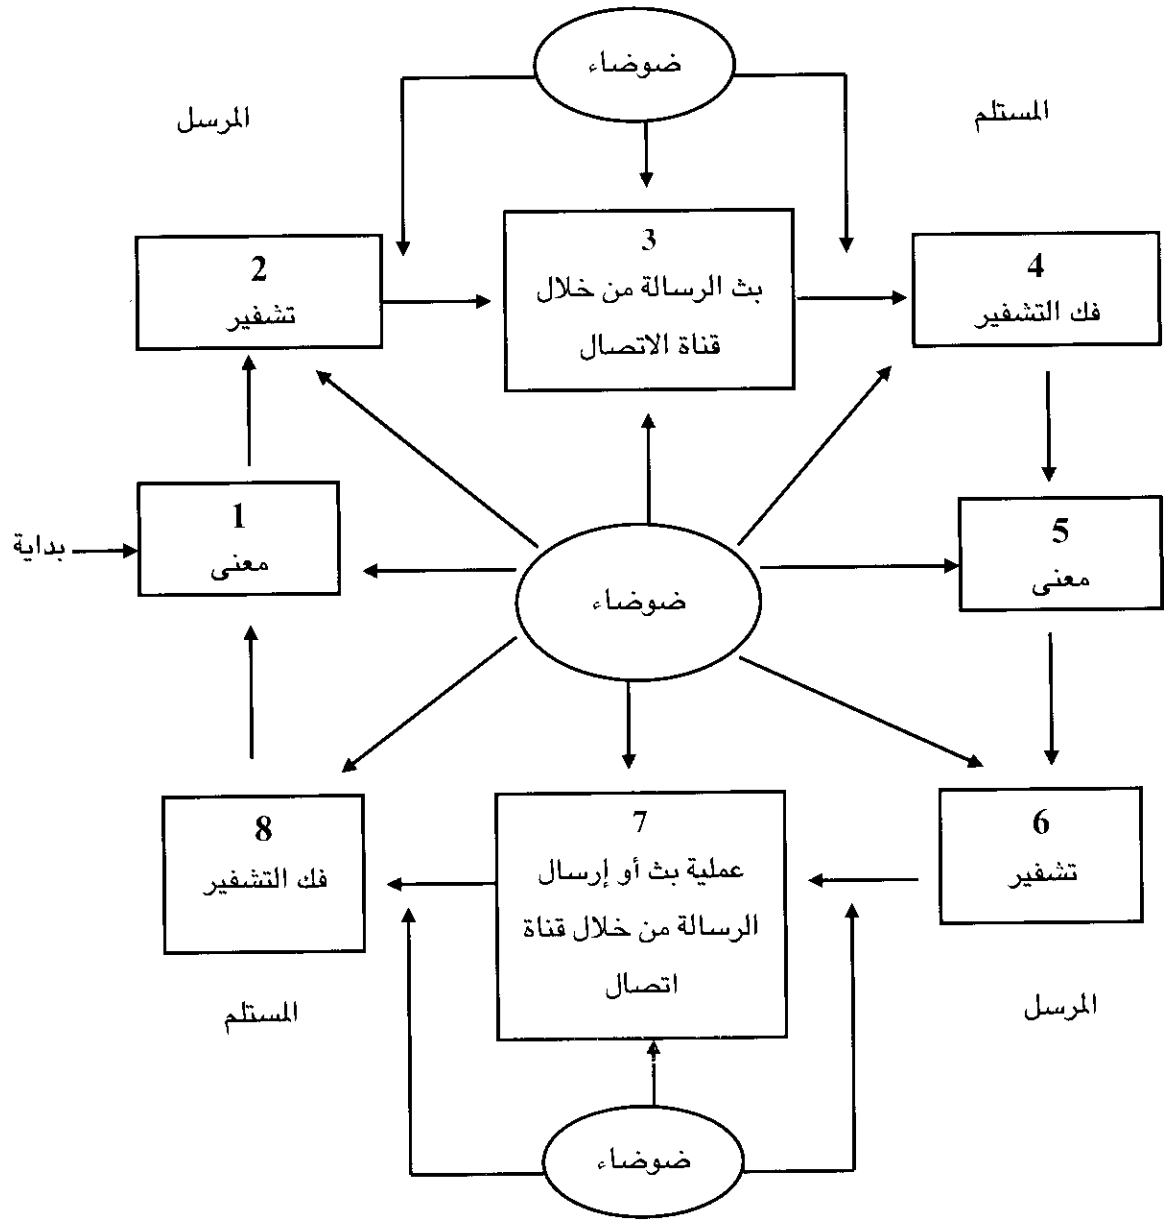 ضوضاء
المستلم
المرسل
2
تشفير
3
بث الرسالة من خلال
قناة الاتصال
4
فك التشفير
بداية
1
معنى
ضوضاء
5
معنى
8
فك التشفير
7
عملية بث أو إرسال
الرسالة من خلال قناة
اتصال
6
تشفير
المستلم
المرسل
ضوضاء